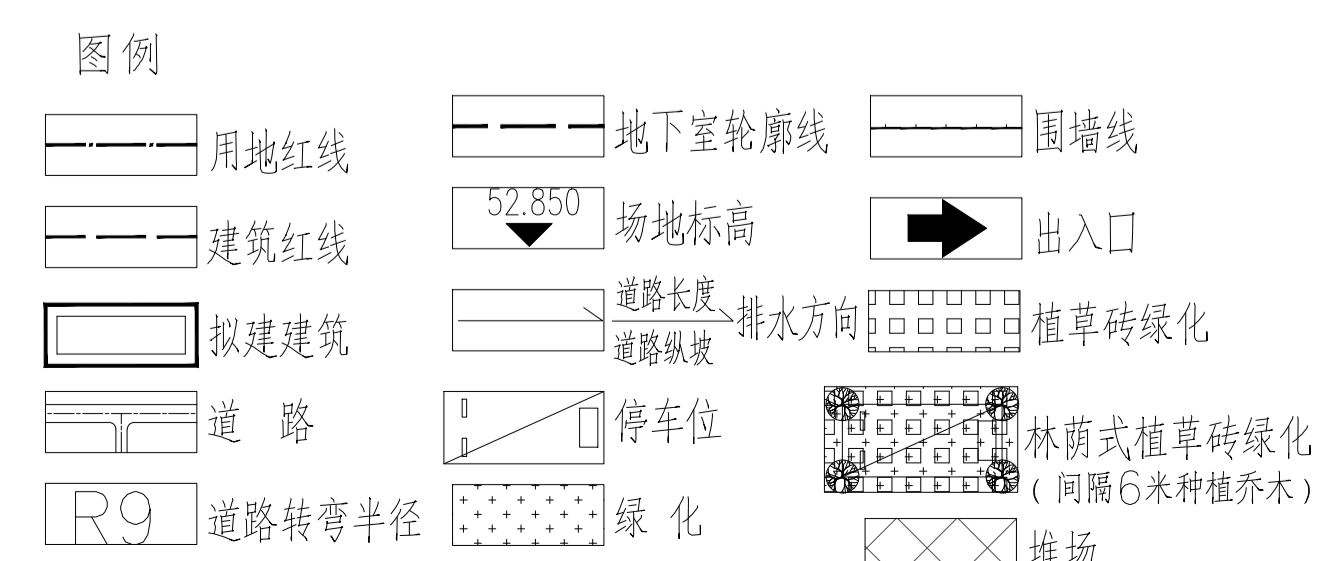 图例
用地红线
建筑红线
拟建建筑
道 路
R9
道路转弯半径
地下室轮廓线
52.850
场地标高
道路长度
道路纵坡
排水方向
停车位
绿 化
围墙线
出入口
植草砖绿化
林荫式植草砖绿化
(间隔6米种植乔木)
堆场